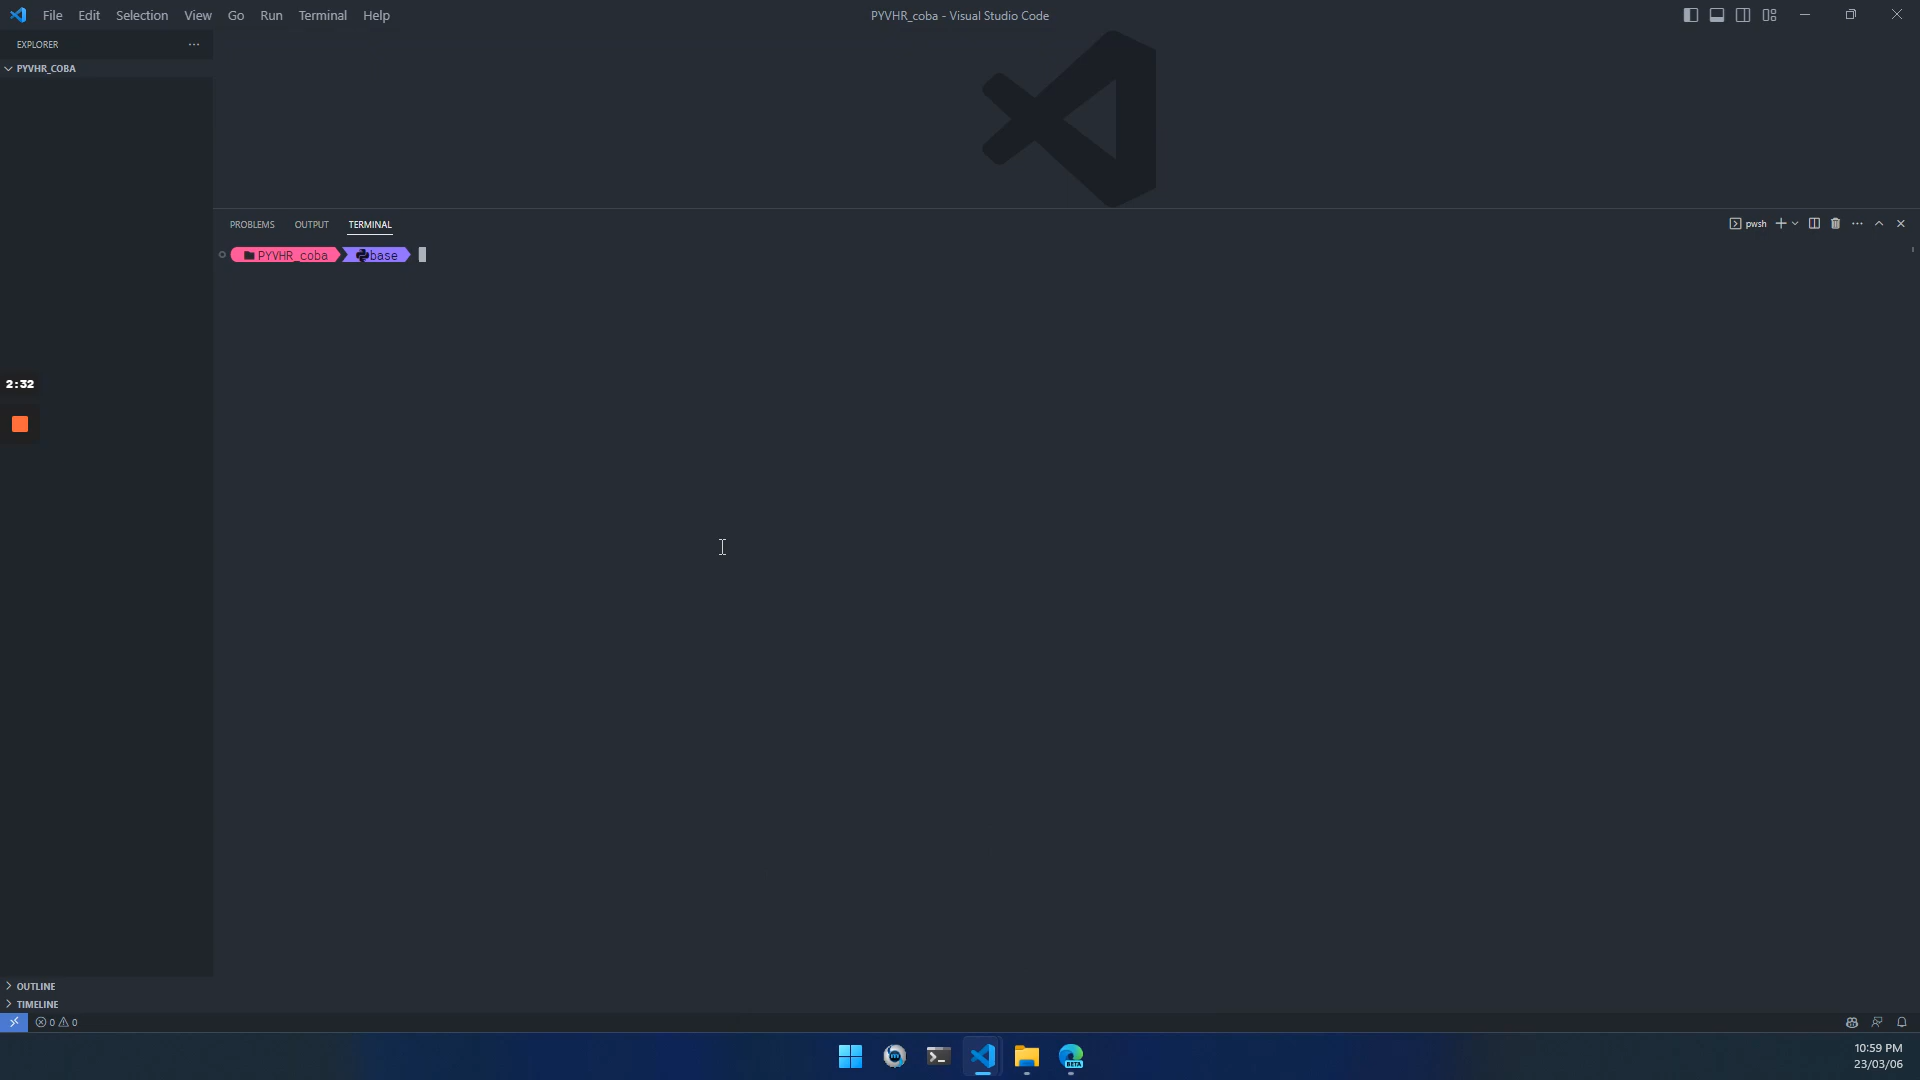 File Edit Selection View Go Run Terminal Help
PYVHR_coba - Visual Studio Code
EXPLORER
PYVHR_COBA
PROBLEMS OUTPUT TERMINAL
pwsh
PYVHR_coba base
2:32
OUTLINE
TIMELINE
0 0
BETA
10:59 PM
23/03/06